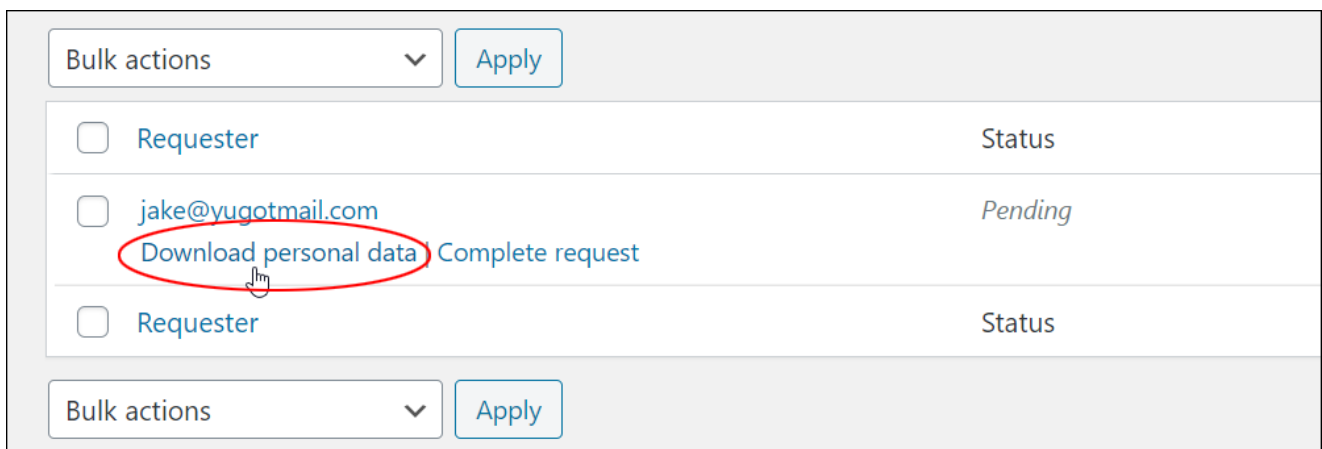 Bulk actions Apply
Requester Status
jake@yugotmail.com Pending
Download personal data | Complete request
Requester Status
Bulk actions Apply